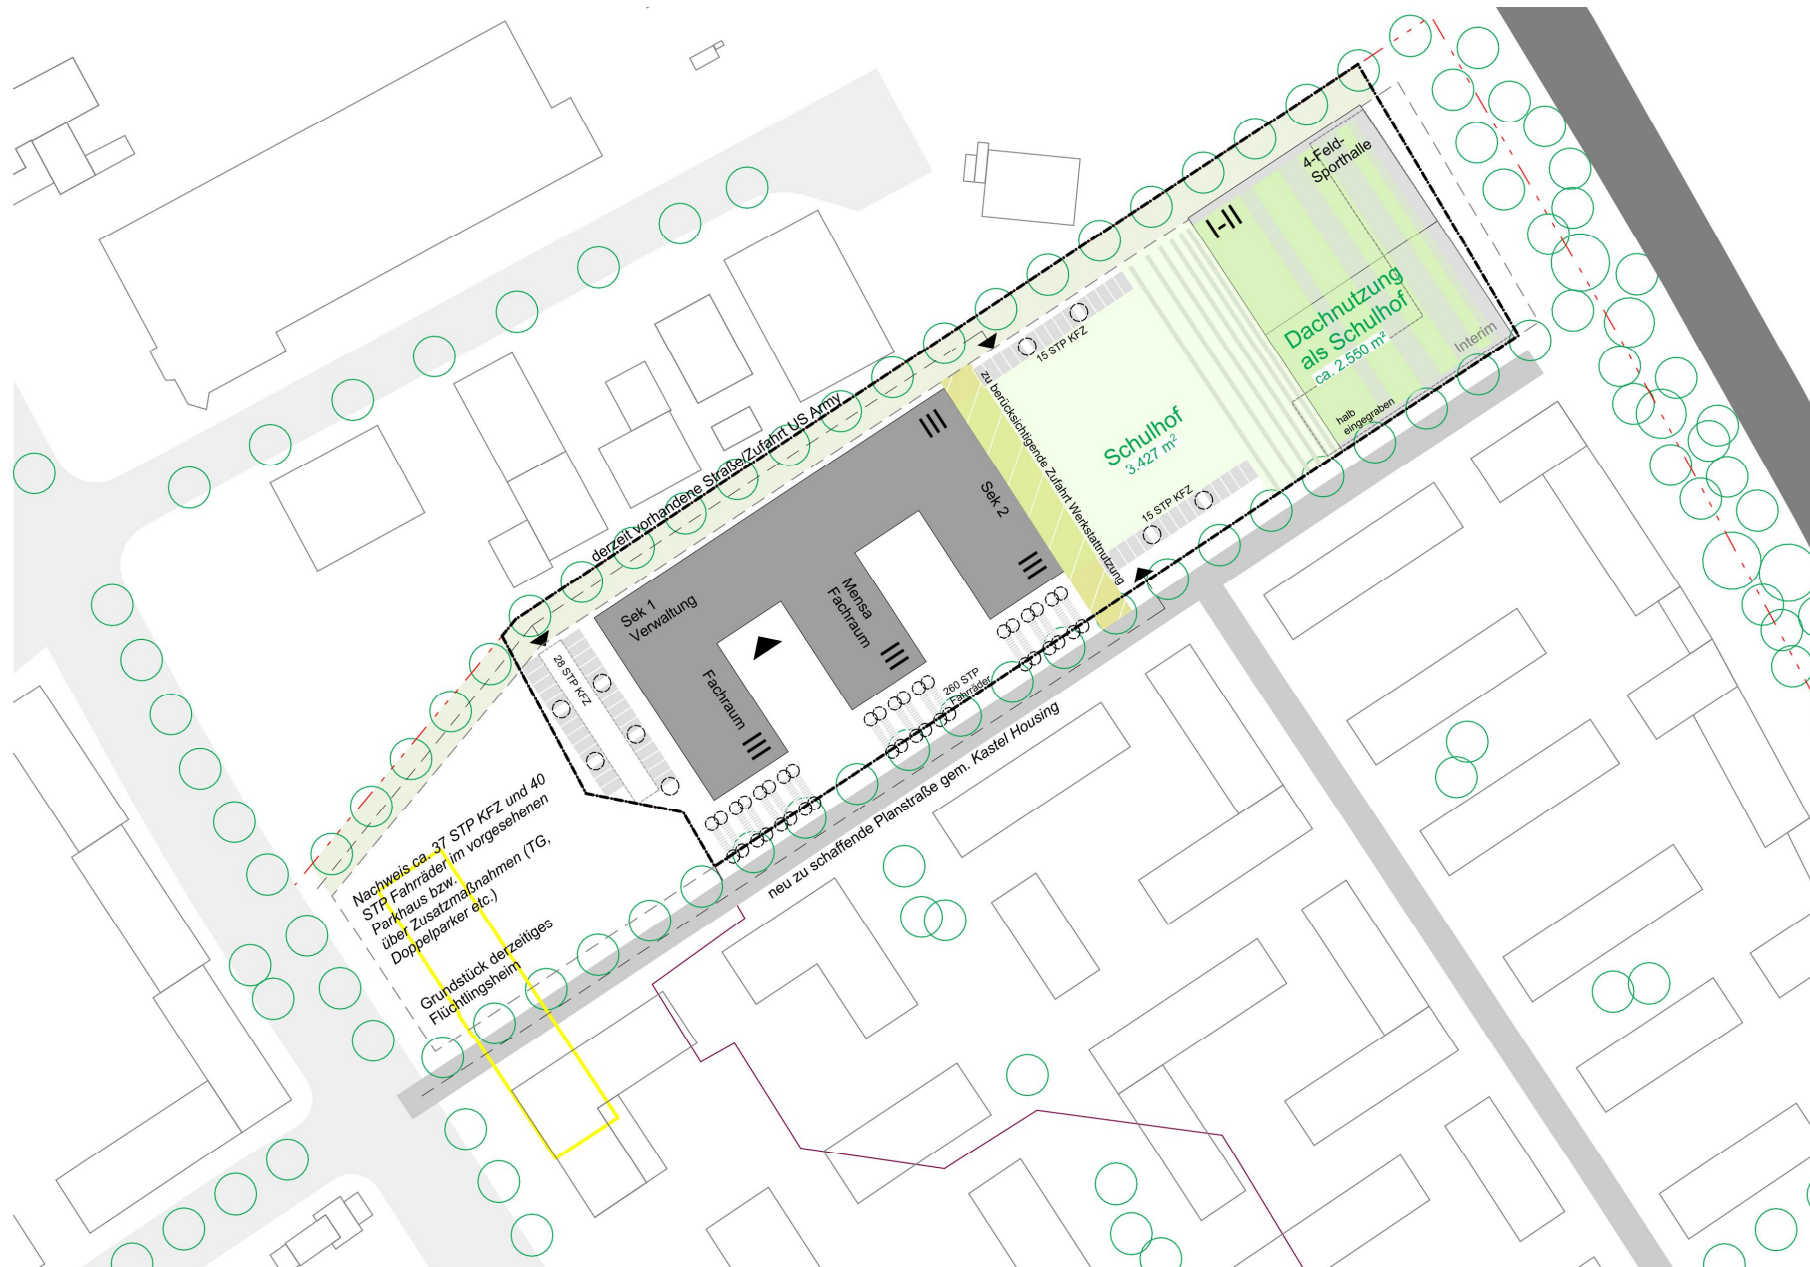 4-Feld-
Sporthalle
I-II
Dachnutzung
als Schulhof
ca. 2.550 m²
Interim
halb
eingegraben
15 STP KFZ
zu berücksichtigende Zufahrt Werkstattnutzung
Schulhof
3.427 m²
15 STP KFZ
derzeit vorhandene Straße/Zufahrt US Army
III
Sek 2
III
Sek 1
Verwaltung
Mensa
Fachraum
III
Fachraum
III
28 STP KFZ
260 STP
Fahrräder
neu zu schaffende Planstraße gem. Kastel Housing
Nachweis ca. 37 STP KFZ und 40
STP Fahrräder im vorgesehenen
Parkhaus bzw.
über Zusatzmaßnahmen (TG,
Doppelparker etc.)
Grundstück derzeitiges
Flüchtlingsheim